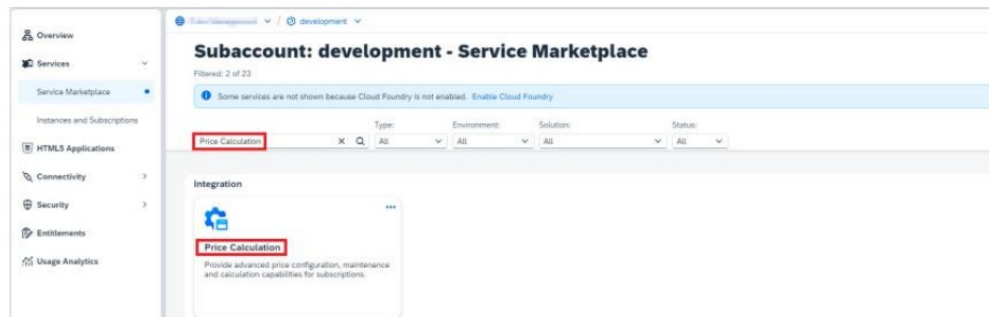 development
Overview
Subaccount: development - Service Marketplace
Services
Filtered: 2 of 23
Service Marketplace
Some services are not shown because Cloud Foundry is not enabled. Enable Cloud Foundry
Instances and Subscriptions
Type: Environment: Solution: Status:
Price Calculation All All All All
HTML5 Applications
Connectivity
Integration
Security
Entitlements
Price Calculation
Usage Analytics
Provide advanced price configuration, maintenance
and calculation capabilities for subscriptions.